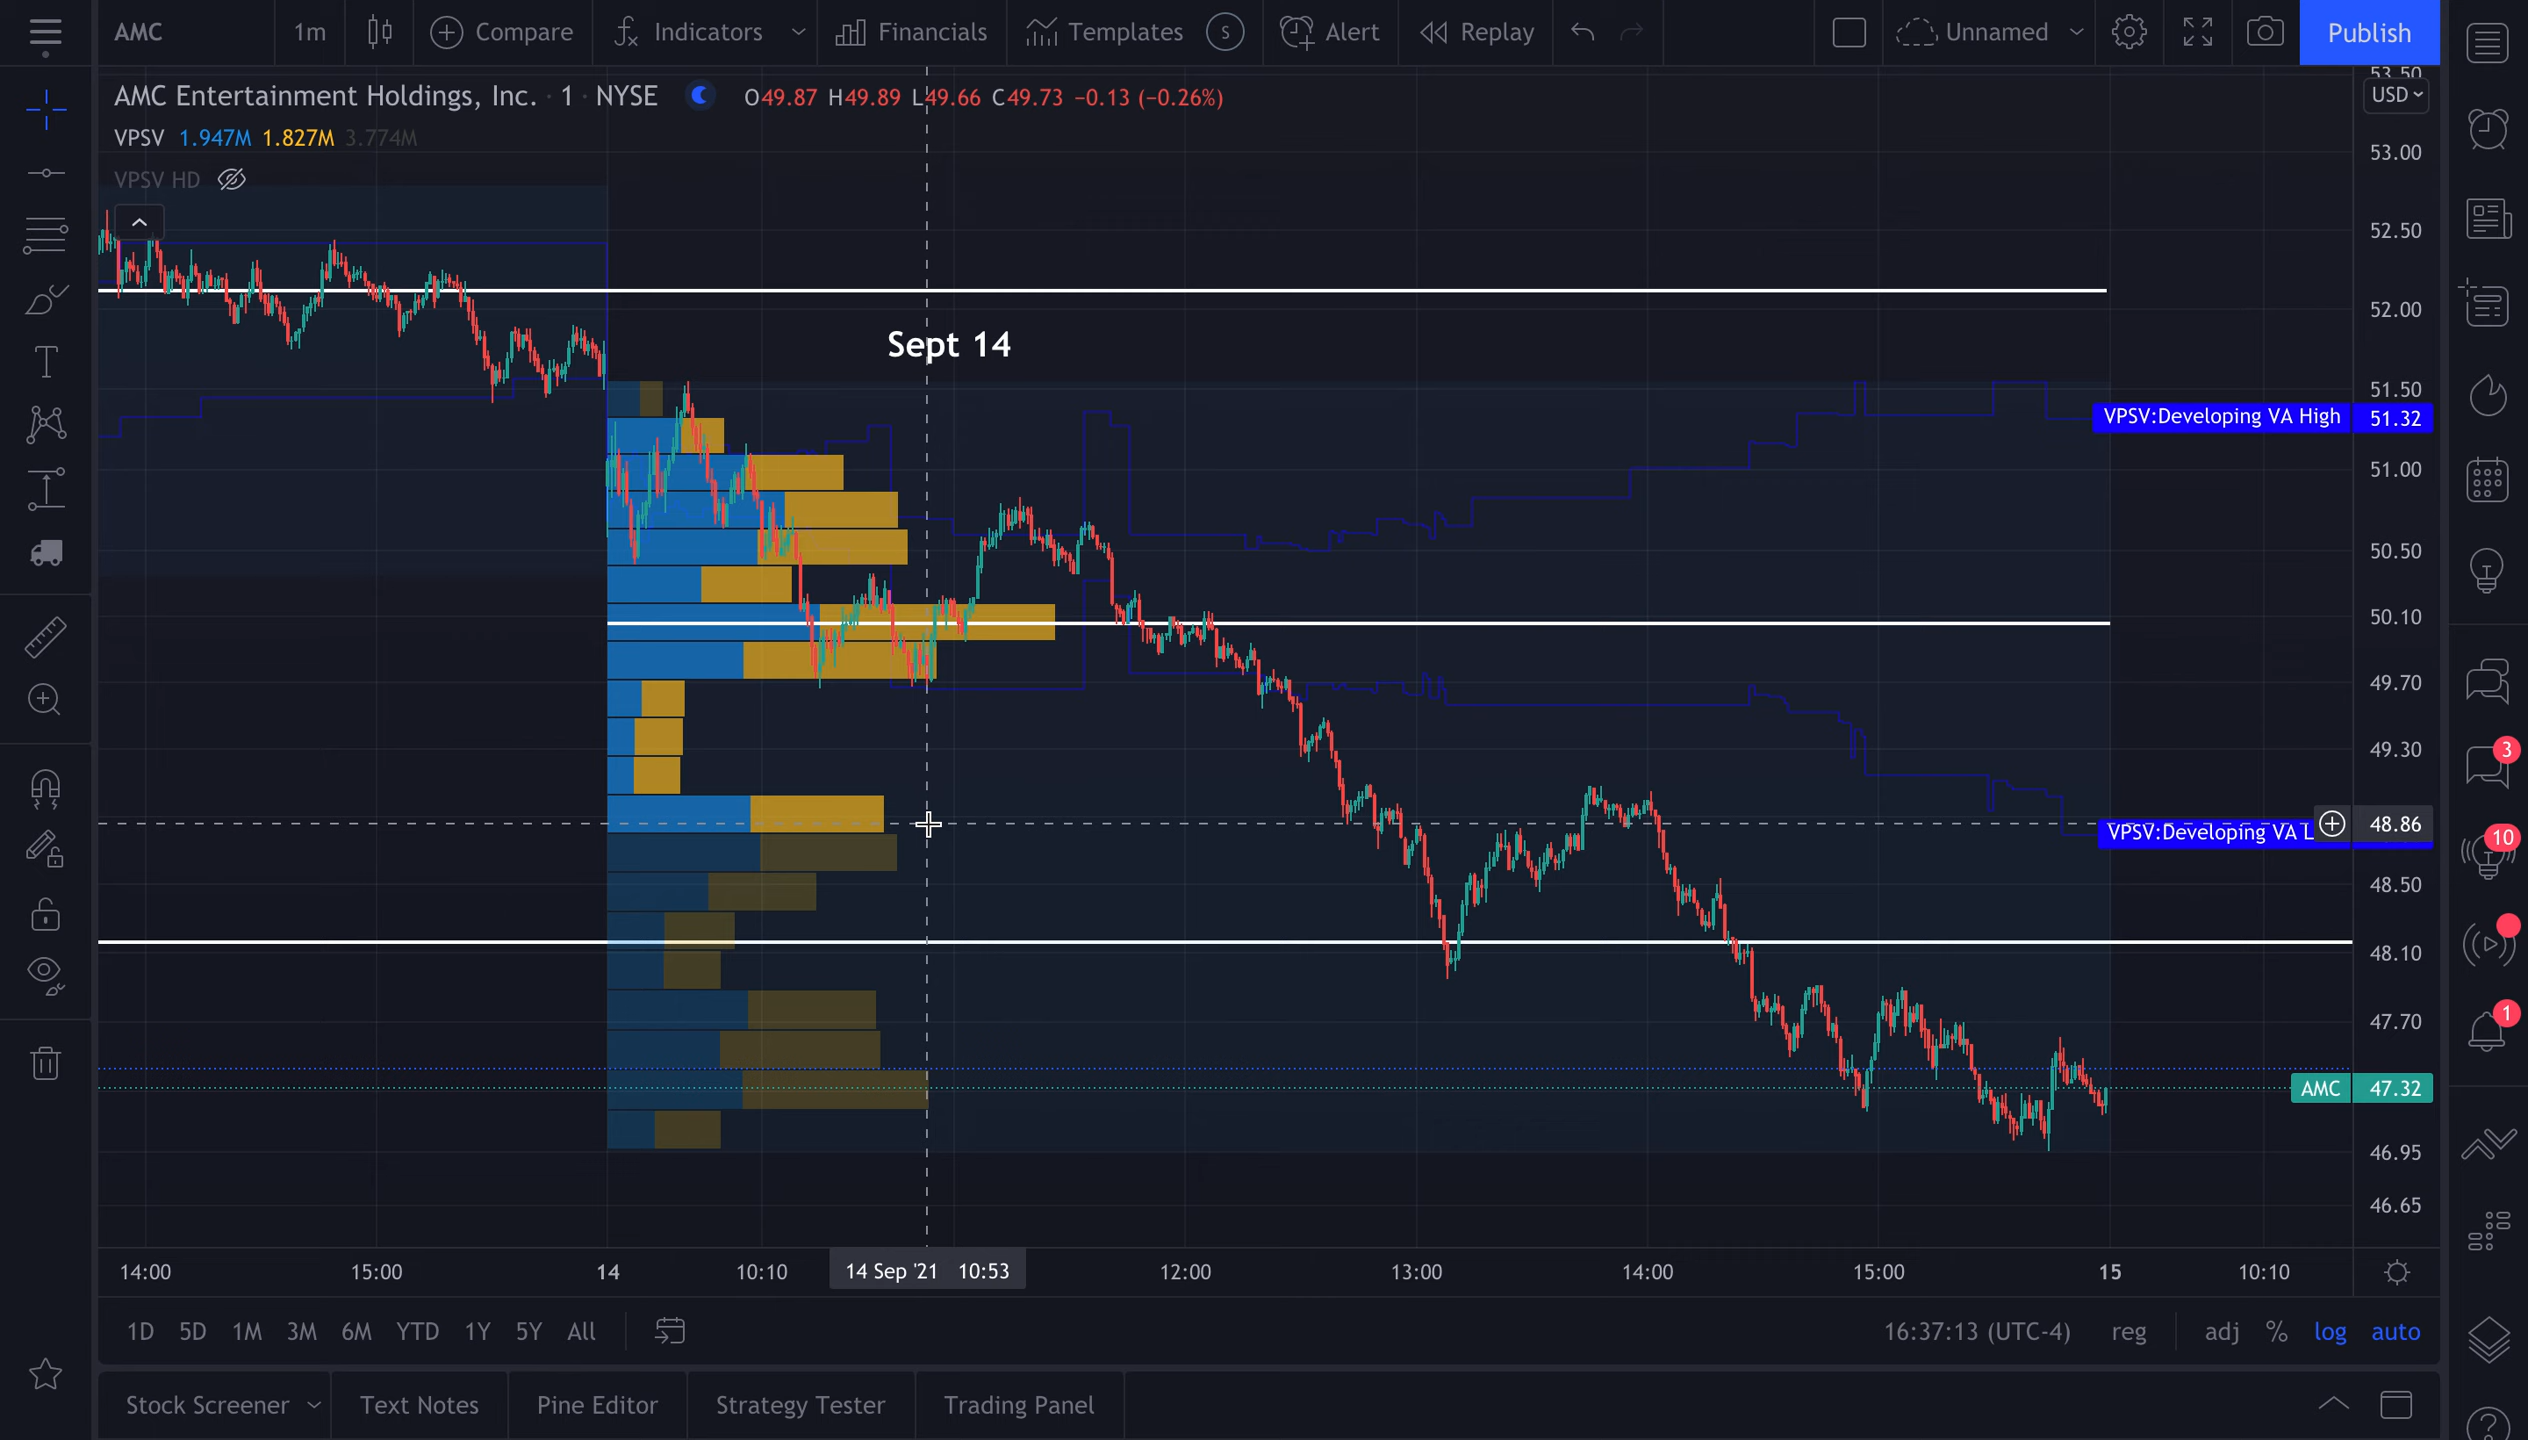 AMC 1m Compare Indicators Financials Templates S Alert Replay Unnamed Publish
AMC Entertainment Holdings, Inc. · 1 · NYSE O49.87 H49.89 L49.66 C49.73 −0.13 (−0.26%)
VPSV 1.947M 1.827M 3.774M
VPSV HD
Sept 14
53.50
USD
53.00
52.50
52.00
51.50
VPSV:Developing VA High 51.32
51.00
50.50
50.10
49.70
49.30
48.86
VPSV:Developing VA L
48.50
48.10
47.70
AMC 47.32
46.95
46.65
3
10
1
14:00 15:00 14 10:10 14 Sep '21 10:53 12:00 13:00 14:00 15:00 15 10:10
1D 5D 1M 3M 6M YTD 1Y 5Y All 16:37:13 (UTC-4) reg adj % log auto
Stock Screener Text Notes Pine Editor Strategy Tester Trading Panel